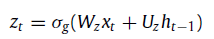 z_t = σ_g(W_z x_t + U_z h_{t−1})